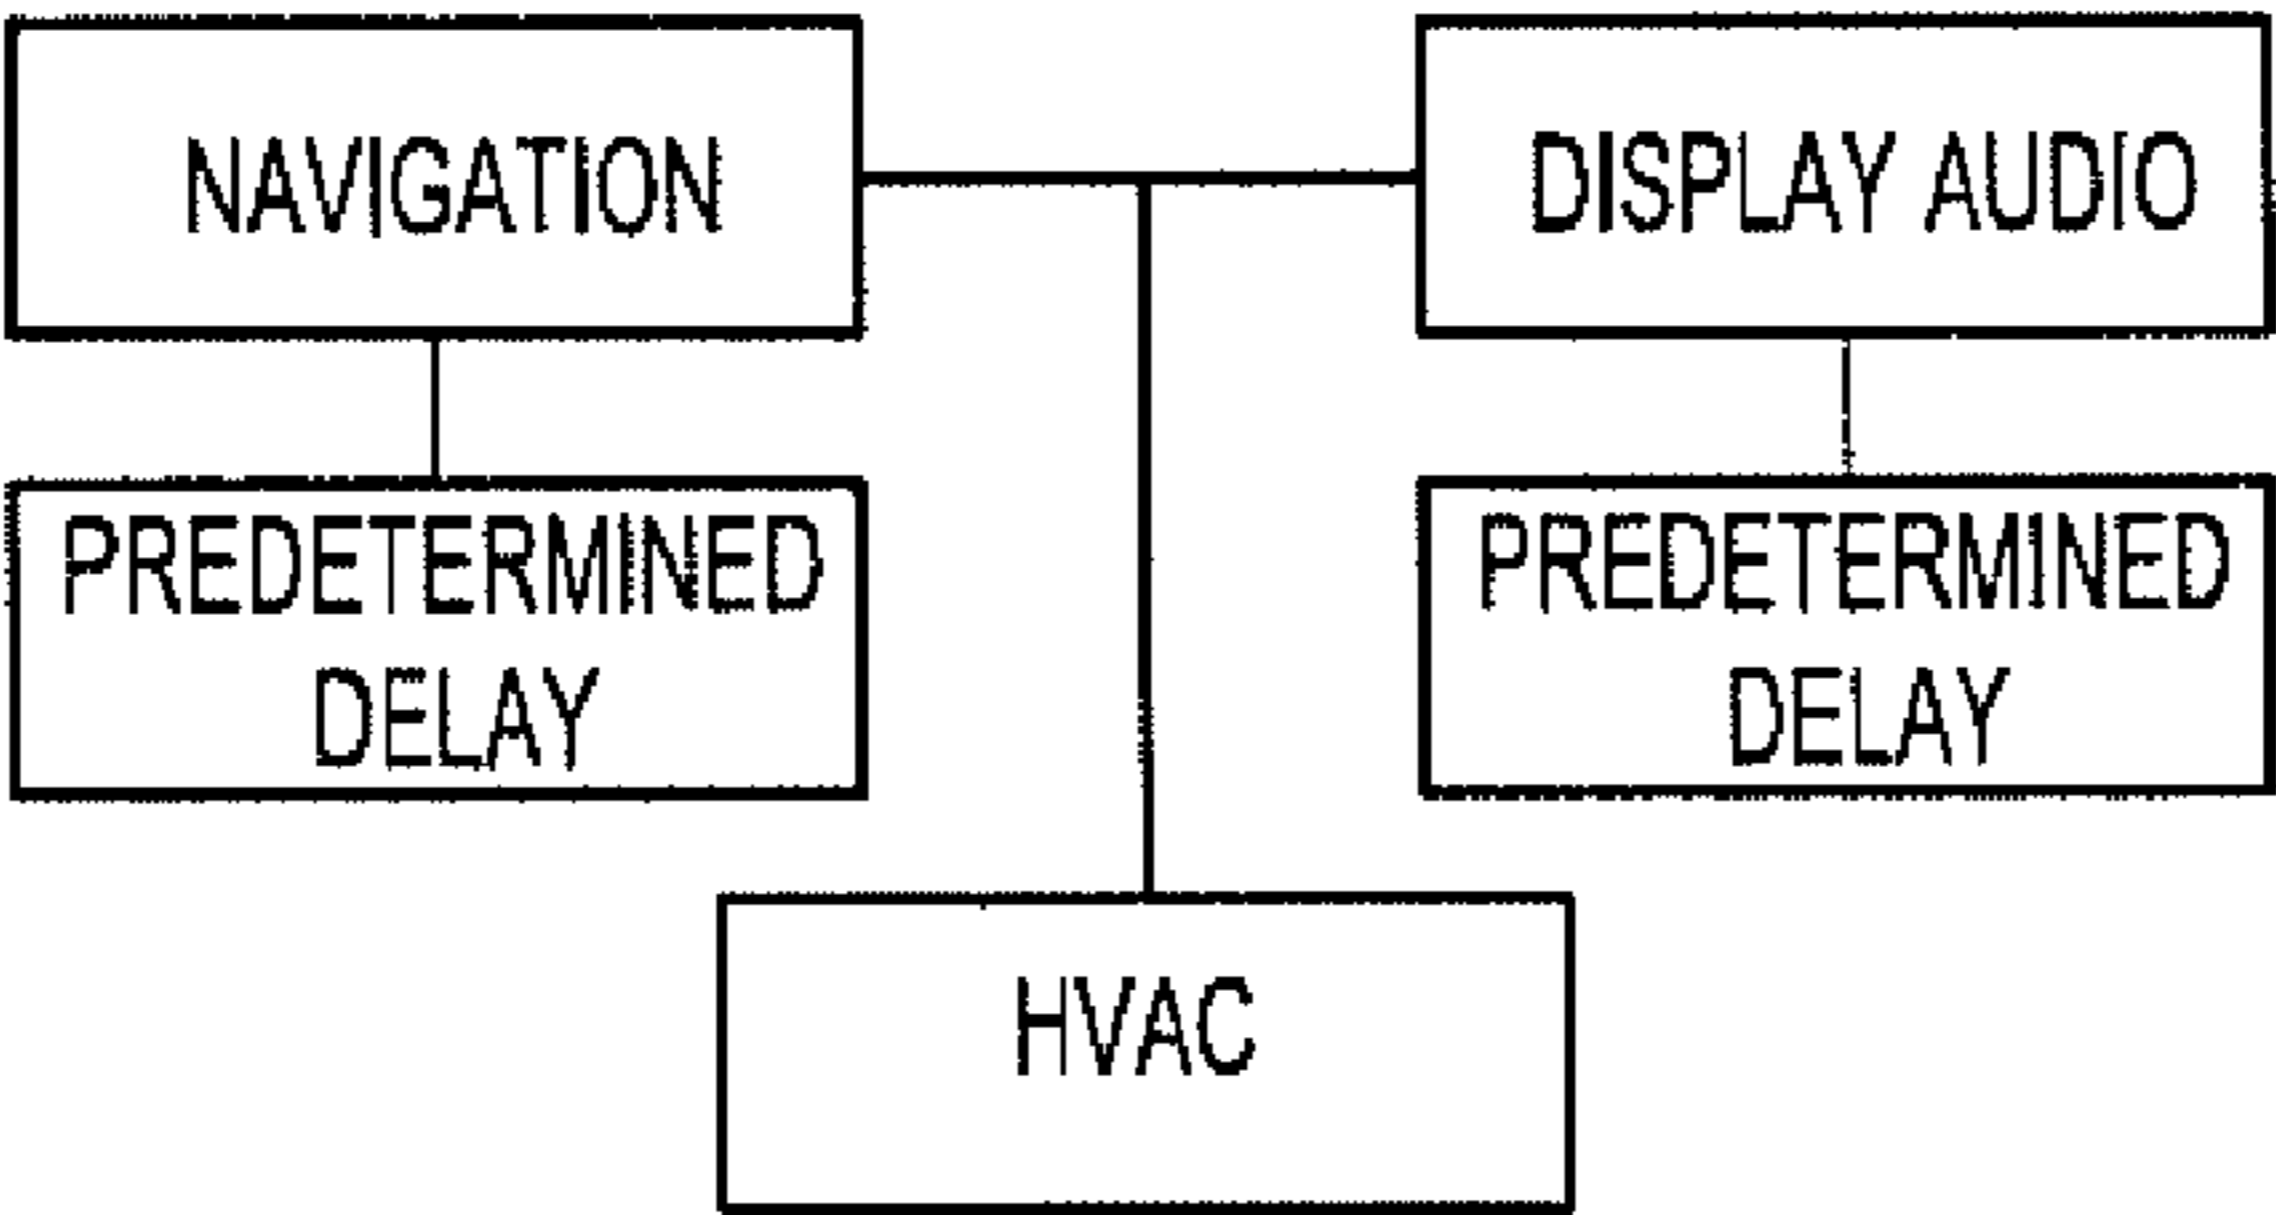 NAVIGATION
DISPLAY AUDIO
PREDETERMINED
DELAY
PREDETERMINED
DELAY
HVAC